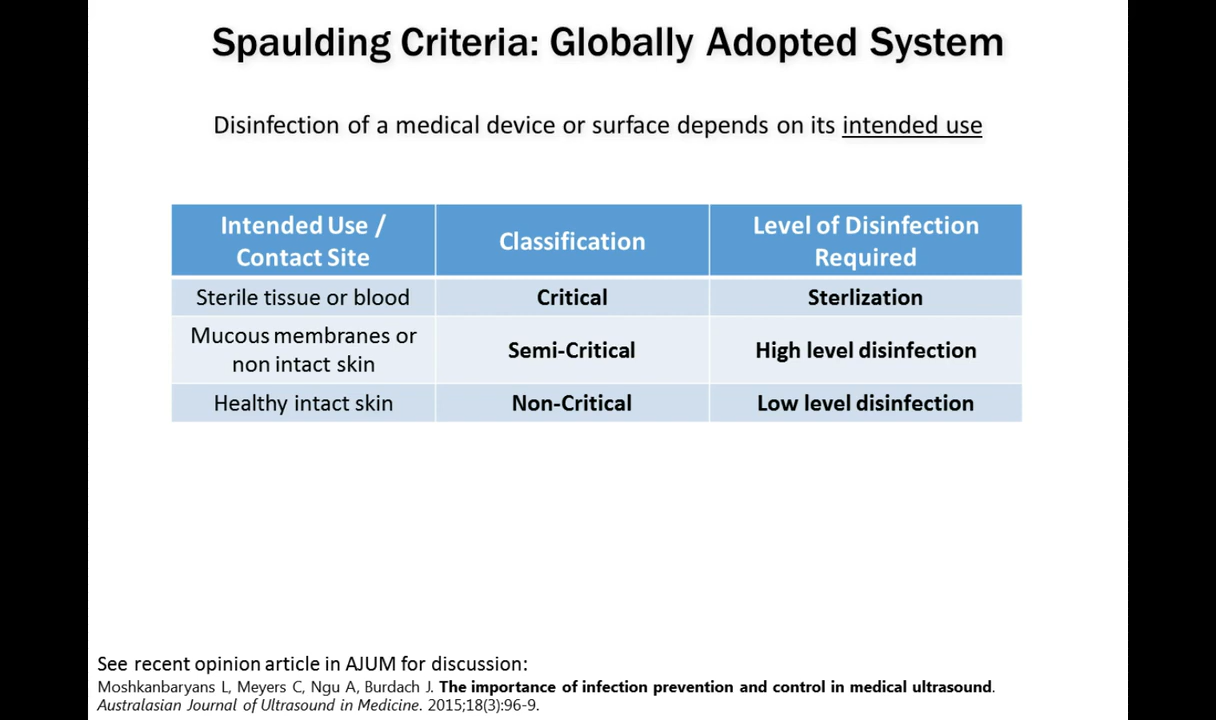 Spaulding Criteria: Globally Adopted System
Disinfection of a medical device or surface depends on its intended use
Intended Use /
Contact Site
Classification
Level of Disinfection
Required
Sterile tissue or blood
Critical
Sterlization
Mucous membranes or
non intact skin
Semi-Critical
High level disinfection
Healthy intact skin
Non-Critical
Low level disinfection
See recent opinion article in AJUM for discussion:
Moshkanbaryans L, Meyers C, Ngu A, Burdach J. The importance of infection prevention and control in medical ultrasound.
Australasian Journal of Ultrasound in Medicine. 2015;18(3):96-9.